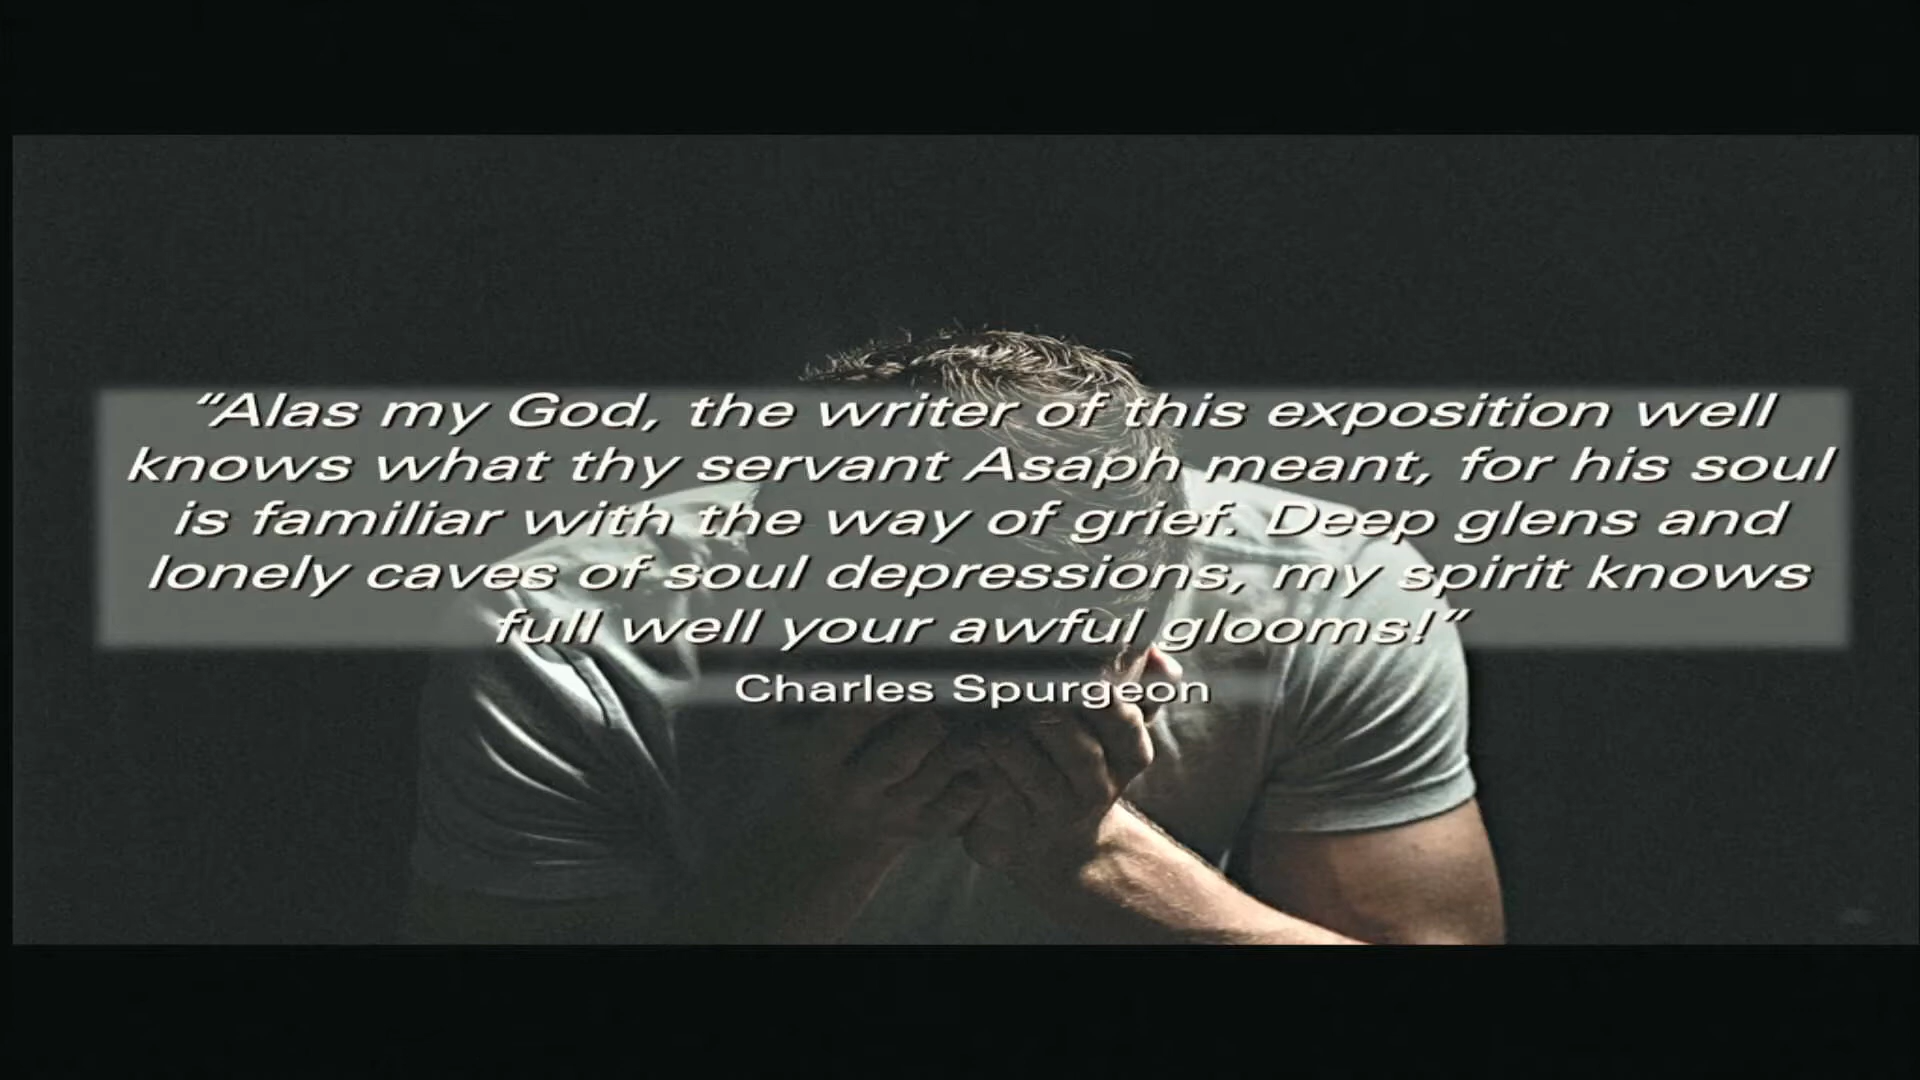 “Alas my God, the writer of this exposition well
knows what thy servant Asaph meant, for his soul
is familiar with the way of grief. Deep glens and
lonely caves of soul depressions, my spirit knows
full well your awful glooms!”
Charles Spurgeon